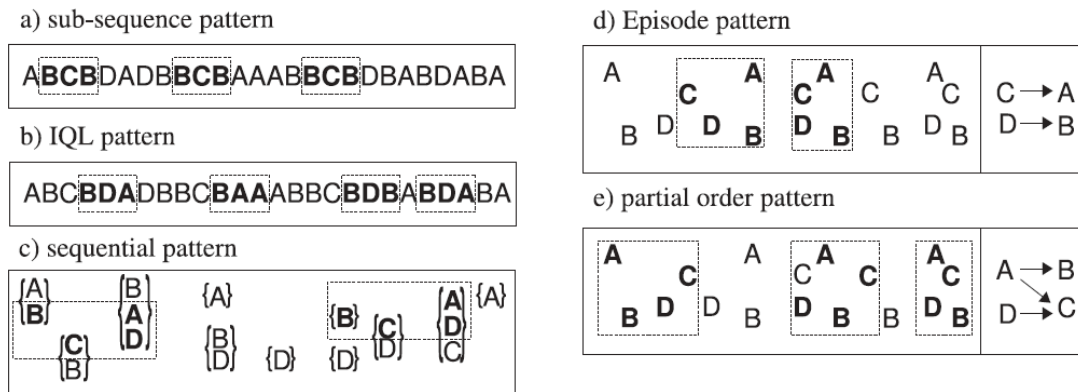 a) sub-sequence pattern
ABCBDADBBCBAAABBCBDBABDABA
b) IQL pattern
ABCBDADBBCBAAABBCBDBABDABA
c) sequential pattern
{A {B {A} {A {A}
B} A {B}
{C D} {B {C D
B} D} {D} {D} D} C}
d) Episode pattern
A A A A
C C C C C → A
D D D D D → B
B B B B B
e) partial order pattern
A A A A
C C C C A → B
B D D B D B B D B D → C